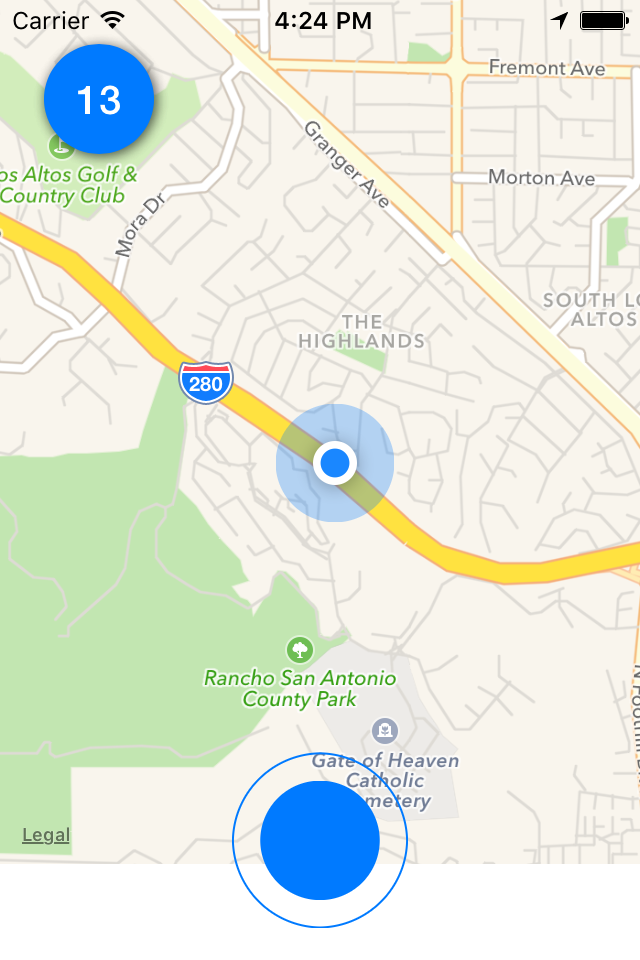 Carrier
4:24 PM
13
Fremont Ave
Granger Ave
os Altos Golf &
Country Club
Morton Ave
Mora Dr
SOUTH LO
ALTOS
THE
HIGHLANDS
280
Rancho San Antonio
County Park
Gate of Heaven
Catholic
metery
N Foothill
Legal